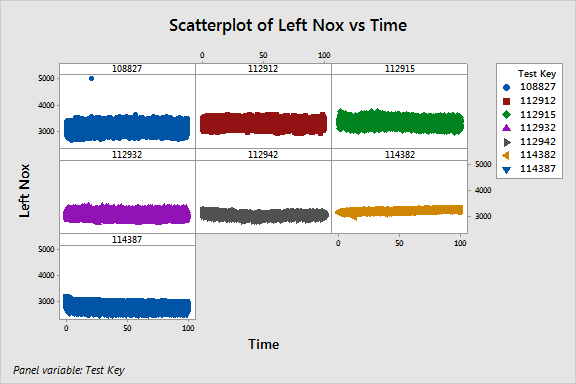 Scatterplot of Left Nox vs Time
0 50 100
108827 112912 112915
5000
4000
3000
112932 112942 114382
5000
4000
3000
114387
0 50 100
5000
4000
3000
0 50 100
Left Nox
Time
Test Key
108827
112912
112915
112932
112942
114382
114387
Panel variable: Test Key